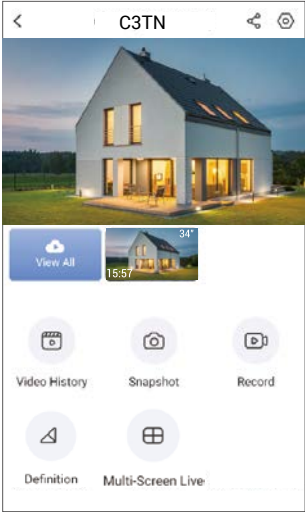 C3TN
View All
34"
15:57
Video History
Snapshot
Record
Definition
Multi-Screen Live